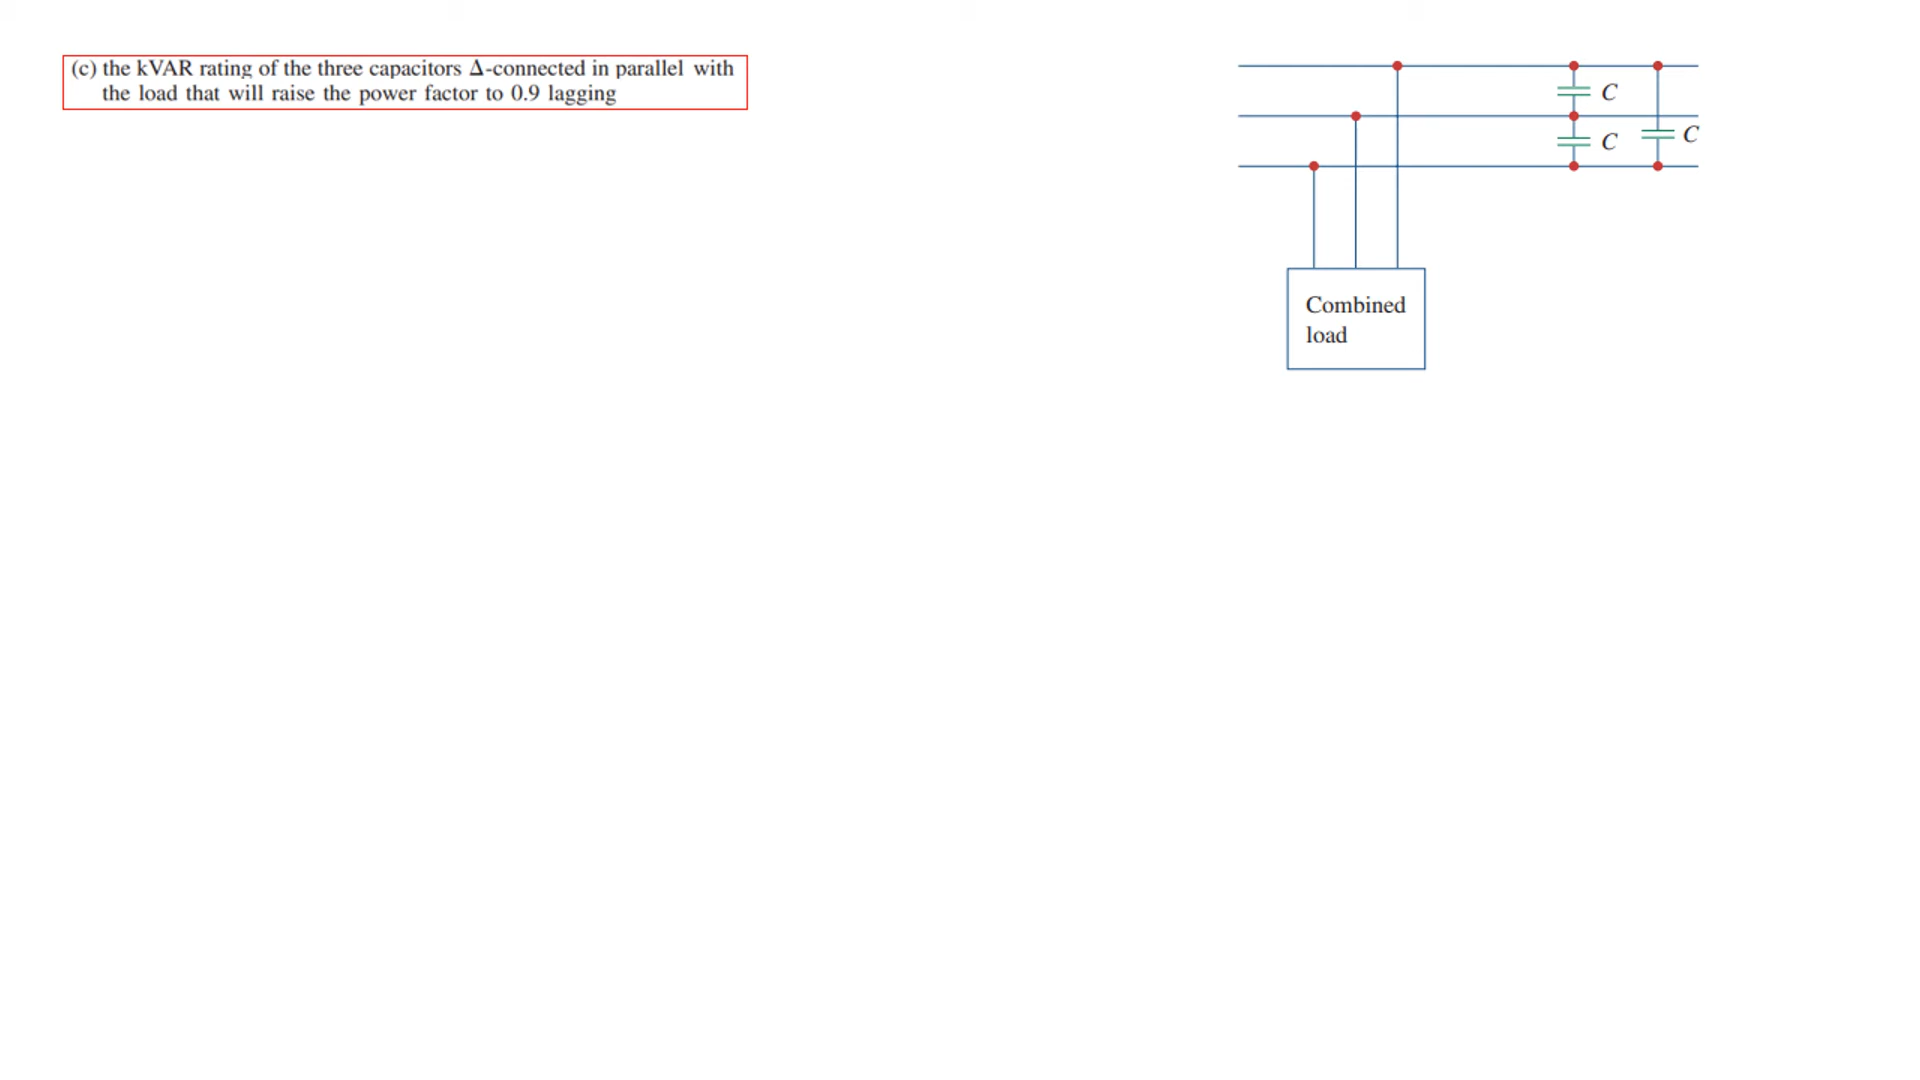 (c) the kVAR rating of the three capacitors Δ-connected in parallel with
the load that will raise the power factor to 0.9 lagging
C
C
C
Combined
load